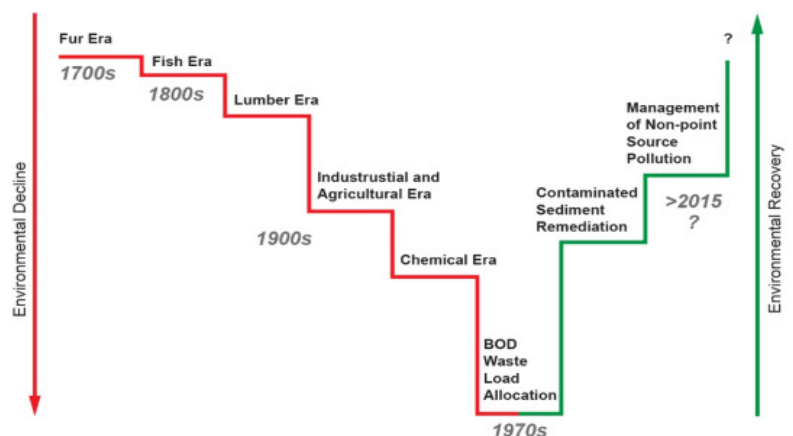 Fur Era
1700s
Fish Era
1800s
Lumber Era
Industrustial and
Agricultural Era
1900s
Chemical Era
BOD
Waste
Load
Allocation
1970s
Contaminated
Sediment
Remediation
Management
of Non-point
Source
Pollution
>2015
?
?
Environmental Decline
Environmental Recovery